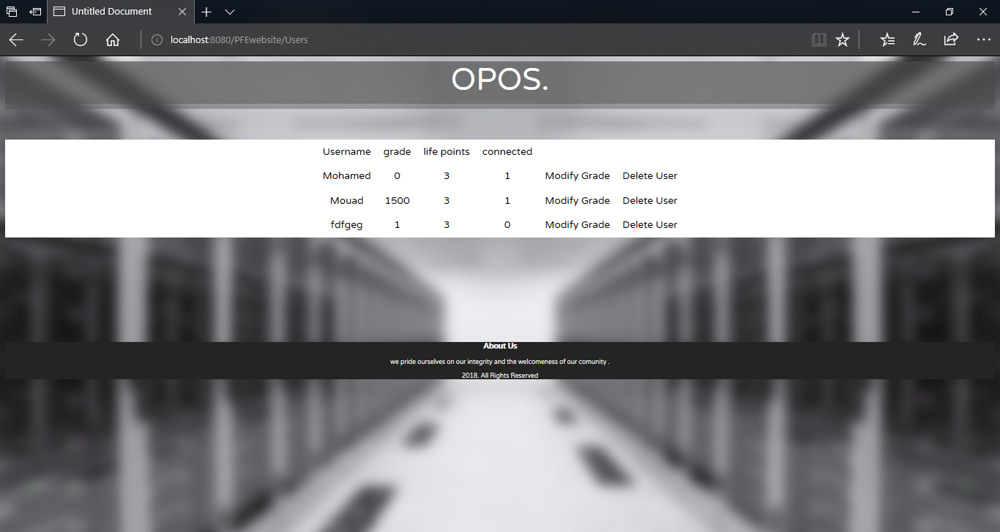 Untitled Document
localhost:8080/PFEwebsite/Users
OPOS.
Username grade life points connected
Mohamed 0 3 1 Modify Grade Delete User
Mouad 1500 3 1 Modify Grade Delete User
fdfgeg 1 3 0 Modify Grade Delete User
About Us
we pride ourselves on our integrity and the welcomeness of our comunity .
2018. All Rights Reserved